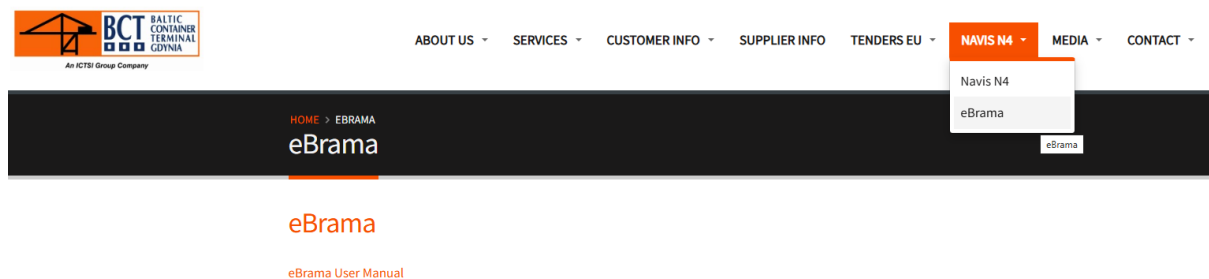 BCT BALTIC CONTAINER TERMINAL GDYNIA
An ICTSI Group Company
ABOUT US SERVICES CUSTOMER INFO SUPPLIER INFO TENDERS EU NAVIS N4 MEDIA CONTACT
Navis N4
eBrama
eBrama
HOME > EBRAMA
eBrama
eBrama
eBrama User Manual